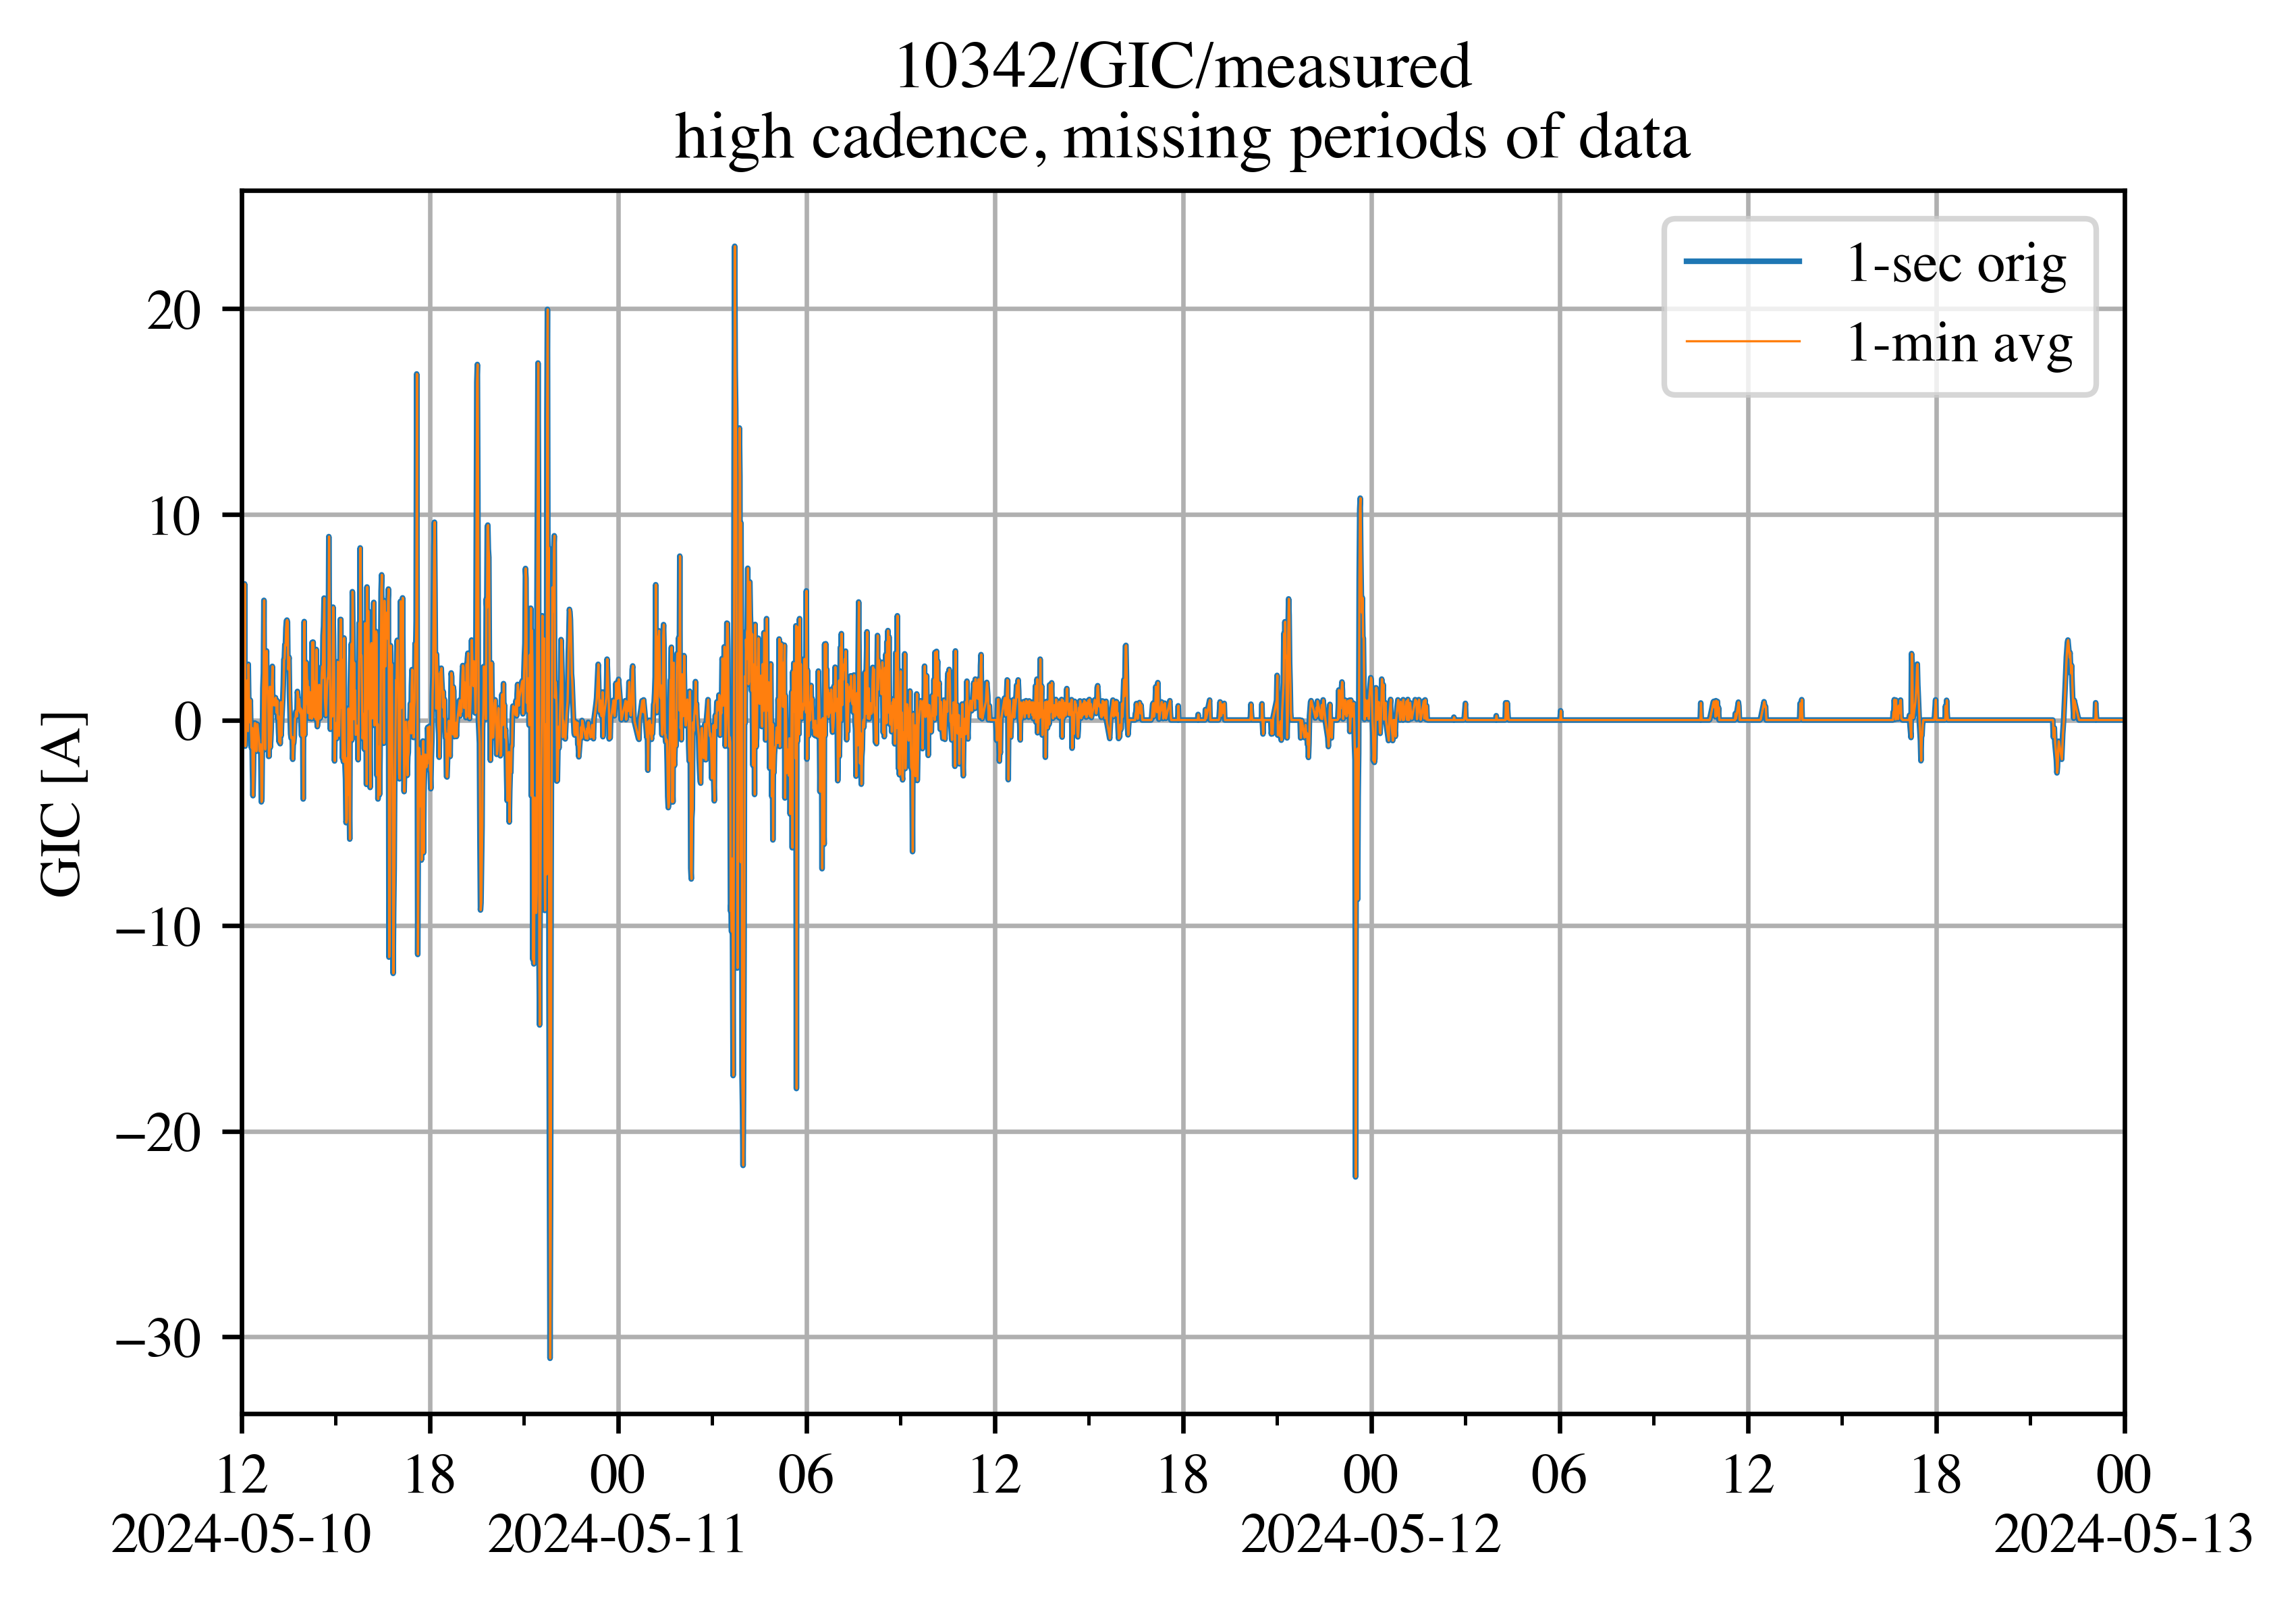 10342/GIC/measured
high cadence, missing periods of data
1-sec orig
1-min avg
GIC [A]
20
10
0
−10
−20
−30
12 18 00 06 12 18 00 06 12 18 00
2024-05-10 2024-05-11 2024-05-12 2024-05-13